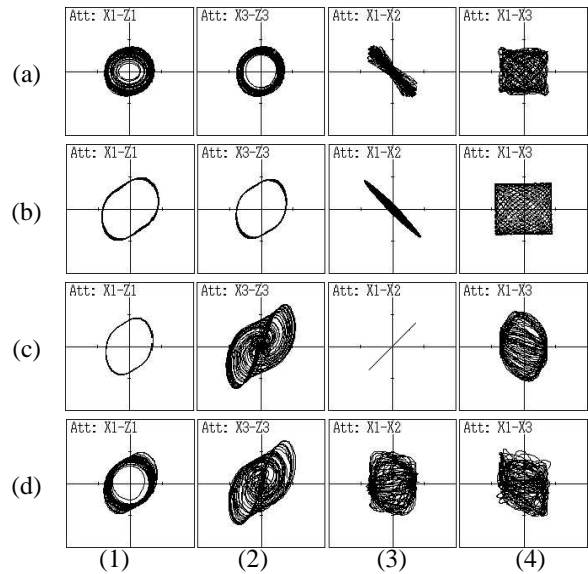 Att: X1-Z1 Att: X3-Z3 Att: X1-X2 Att: X1-X3
(a)
Att: X1-Z1 Att: X3-Z3 Att: X1-X2 Att: X1-X3
(b)
Att: X1-Z1 Att: X3-Z3 Att: X1-X2 Att: X1-X3
(c)
Att: X1-Z1 Att: X3-Z3 Att: X1-X2 Att: X1-X3
(d)
(1) (2) (3) (4)